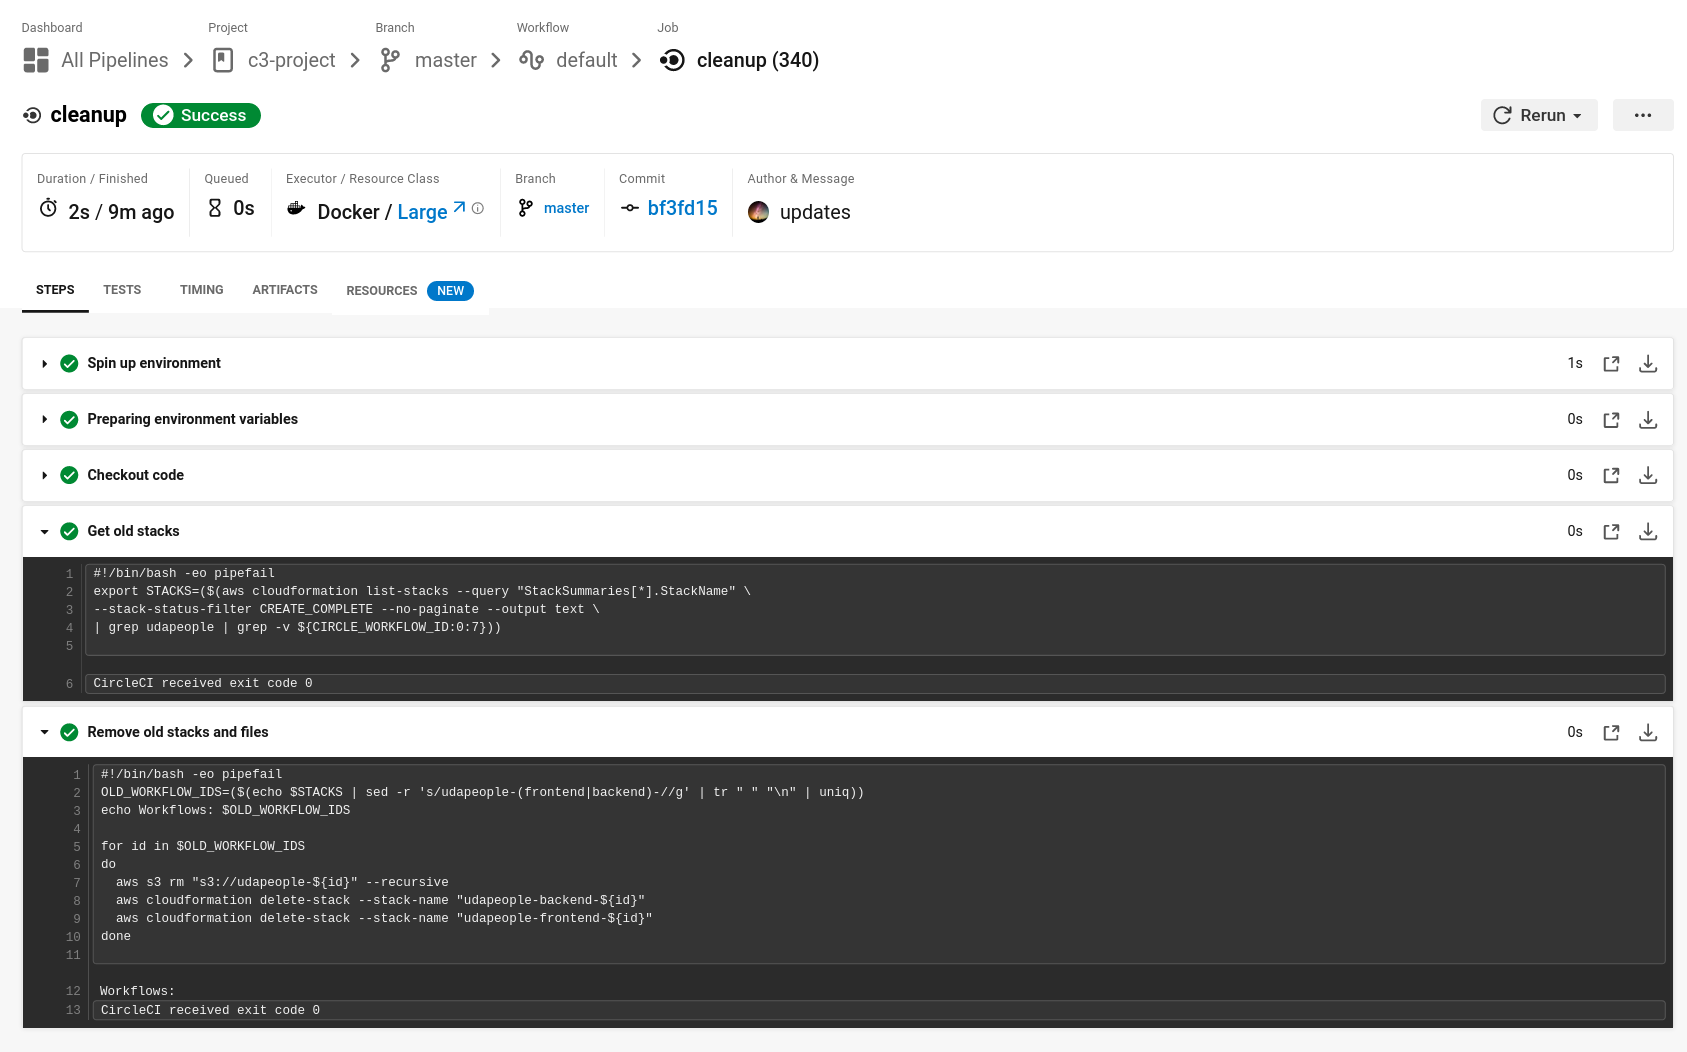 Dashboard
Project
Branch
Workflow
Job
All Pipelines
c3-project
master
default
cleanup (340)
cleanup
Success
Rerun
Duration / Finished
Queued
Executor / Resource Class
Branch
Commit
Author & Message
2s / 9m ago
0s
Docker / Large
master
bf3fd15
updates
STEPS
TESTS
TIMING
ARTIFACTS
RESOURCES
NEW
Spin up environment
1s
Preparing environment variables
0s
Checkout code
0s
Get old stacks
0s
1 #!/bin/bash -eo pipefail
2 export STACKS=($(aws cloudformation list-stacks --query "StackSummaries[*].StackName" \
3 --stack-status-filter CREATE_COMPLETE --no-paginate --output text \
4 | grep udapeople | grep -v ${CIRCLE_WORKFLOW_ID:0:7}))
5
6 CircleCI received exit code 0
Remove old stacks and files
0s
1 #!/bin/bash -eo pipefail
2 OLD_WORKFLOW_IDS=($(echo $STACKS | sed -r 's/udapeople-(frontend|backend)-//g' | tr " " "\n" | uniq))
3 echo Workflows: $OLD_WORKFLOW_IDS
4
5 for id in $OLD_WORKFLOW_IDS
6 do
7   aws s3 rm "s3://udapeople-${id}" --recursive
8   aws cloudformation delete-stack --stack-name "udapeople-backend-${id}"
9   aws cloudformation delete-stack --stack-name "udapeople-frontend-${id}"
10 done
11
12 Workflows:
13 CircleCI received exit code 0